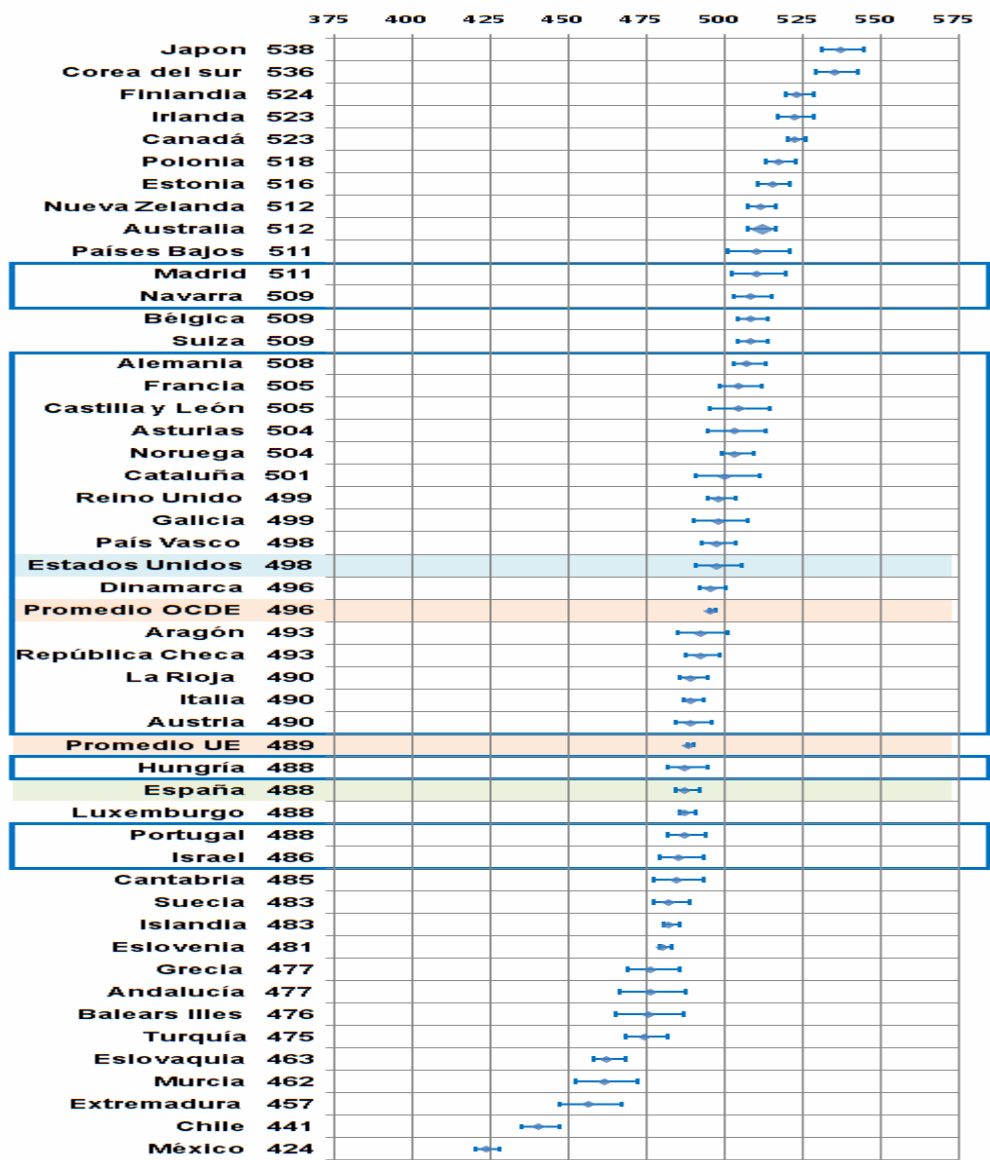 375 400 425 450 475 500 525 550 575
Japon 538
Corea del sur 536
Finlandia 524
Irlanda 523
Canadá 523
Polonia 518
Estonia 516
Nueva Zelanda 512
Australia 512
Países Bajos 511
Madrid 511
Navarra 509
Bélgica 509
Suiza 509
Alemania 508
Francia 505
Castilla y León 505
Asturias 504
Noruega 504
Cataluña 501
Reino Unido 499
Galicia 499
País Vasco 498
Estados Unidos 498
Dinamarca 496
Promedio OCDE 496
Aragón 493
República Checa 493
La Rioja 490
Italia 490
Austria 490
Promedio UE 489
Hungría 488
España 488
Luxemburgo 488
Portugal 488
Israel 486
Cantabria 485
Suecia 483
Islandia 483
Eslovenia 481
Grecia 477
Andalucía 477
Balears Illes 476
Turquía 475
Eslovaquia 463
Murcia 462
Extremadura 457
Chile 441
México 424